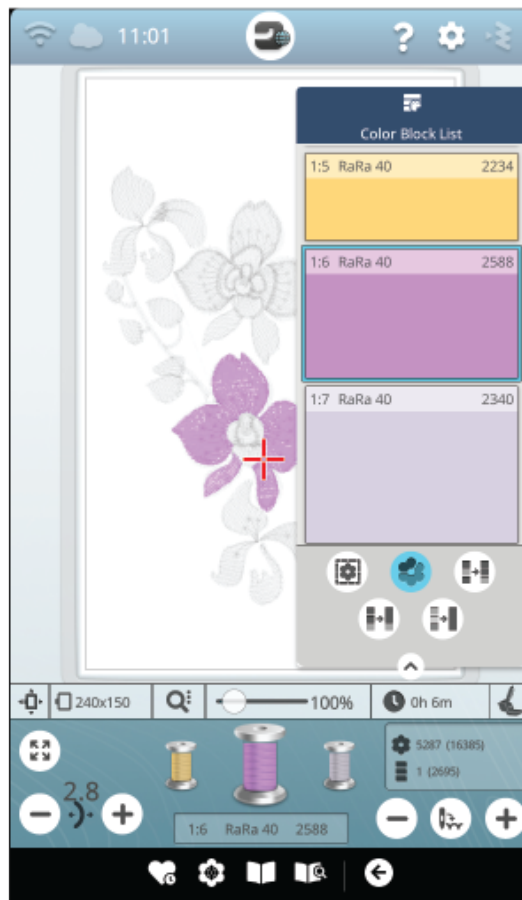 11:01
?
Color Block List
1:5 RaRa 40 2234
1:6 RaRa 40 2588
1:7 RaRa 40 2340
240x150
100%
0h 6m
5287 (16385)
1 (2695)
2.8
1:6 RaRa 40 2588